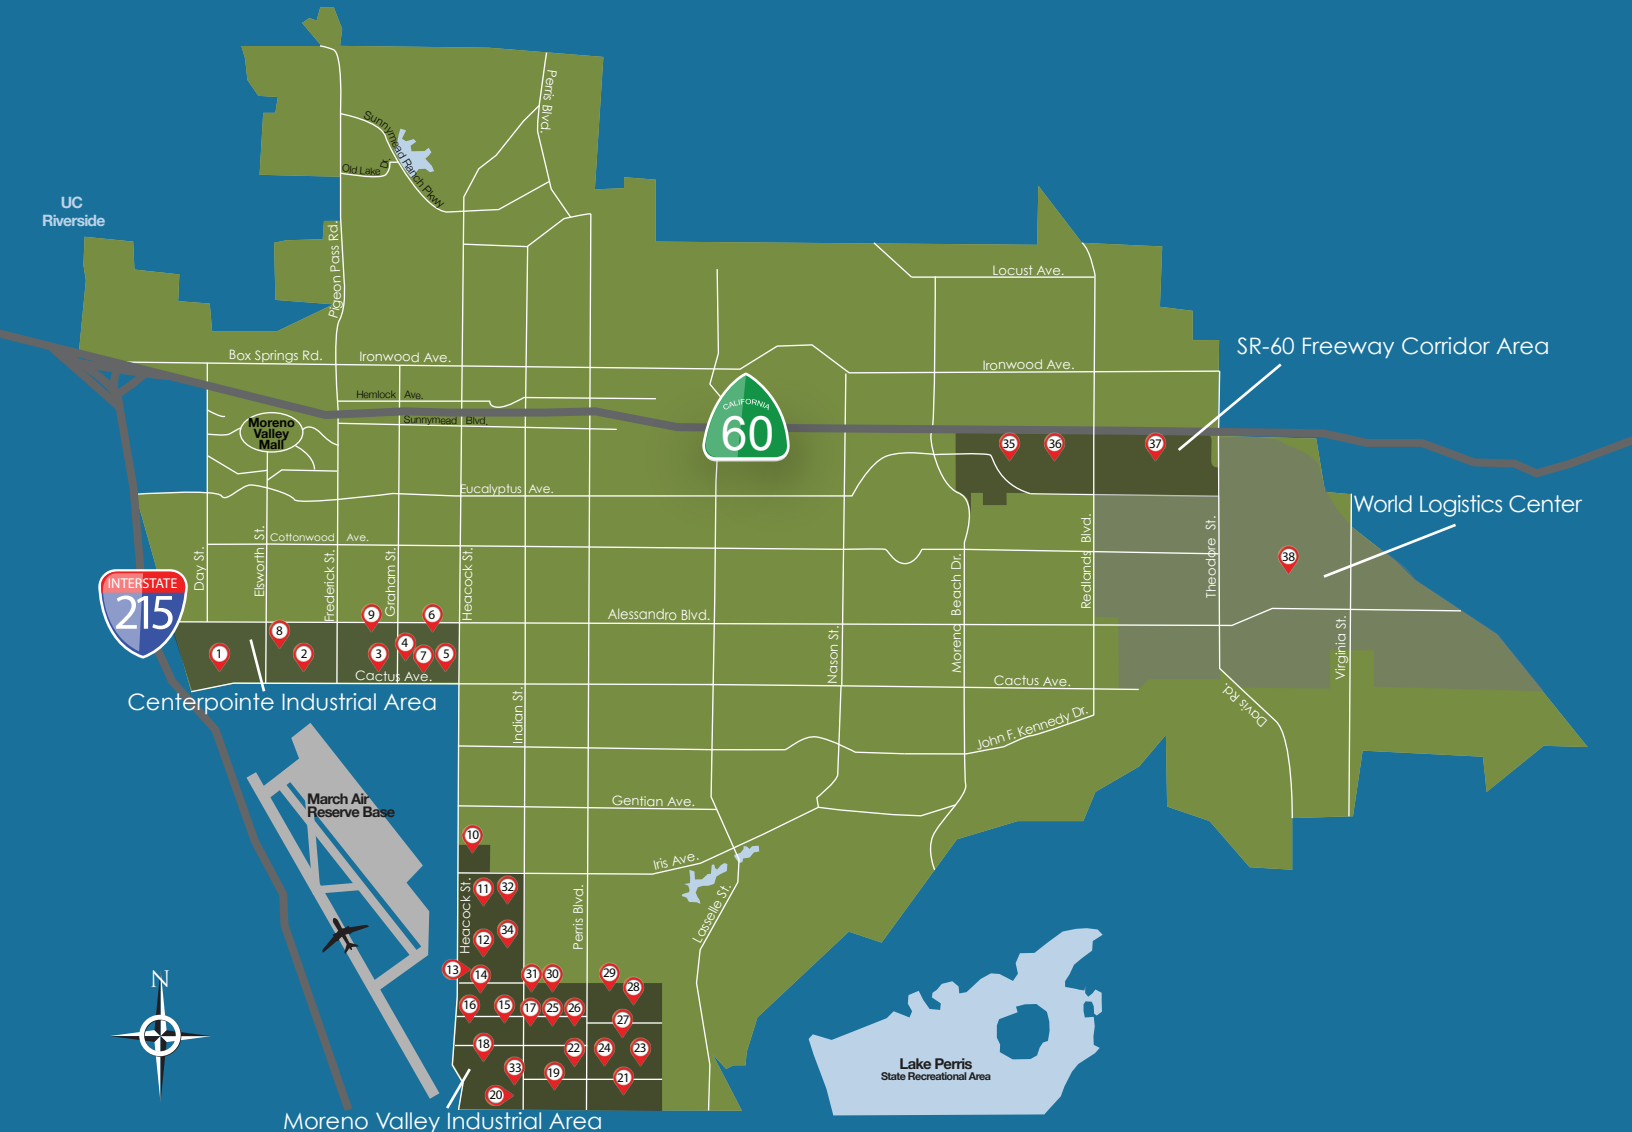 Perris Blvd.
Sunnymead Ranch Pkwy
Old Lake Dr.
UC
Riverside
Pigeon Pass Rd.
Locust Ave.
SR-60 Freeway Corridor Area
Box Springs Rd.
Ironwood Ave.
Ironwood Ave.
Hemlock Ave.
Sunnymead Blvd.
CALIFORNIA
60
Moreno
Valley
Mall
35
36
37
Eucalyptus Ave.
World Logistics Center
Cottonwood Ave.
Day St.
Elsworth St.
Frederick St.
Graham St.
Heacock St.
Moreno Beach Dr.
Redlands Blvd.
Theodore St.
38
INTERSTATE
215
Alessandro Blvd.
9
6
8
4
1
2
3
7
5
Nason St.
Virginia St.
Cactus Ave.
Cactus Ave.
Centerpointe Industrial Area
Indian St.
Davis Rd.
John F. Kennedy Dr.
March Air
Reserve Base
Gentian Ave.
10
Iris Ave.
11
32
Heacock St.
Perris Blvd.
Lasselle St.
34
12
13
14
31
30
29
28
N
16
15
17
25
26
27
18
22
24
23
33
19
21
20
Lake Perris
State Recreational Area
Moreno Valley Industrial Area